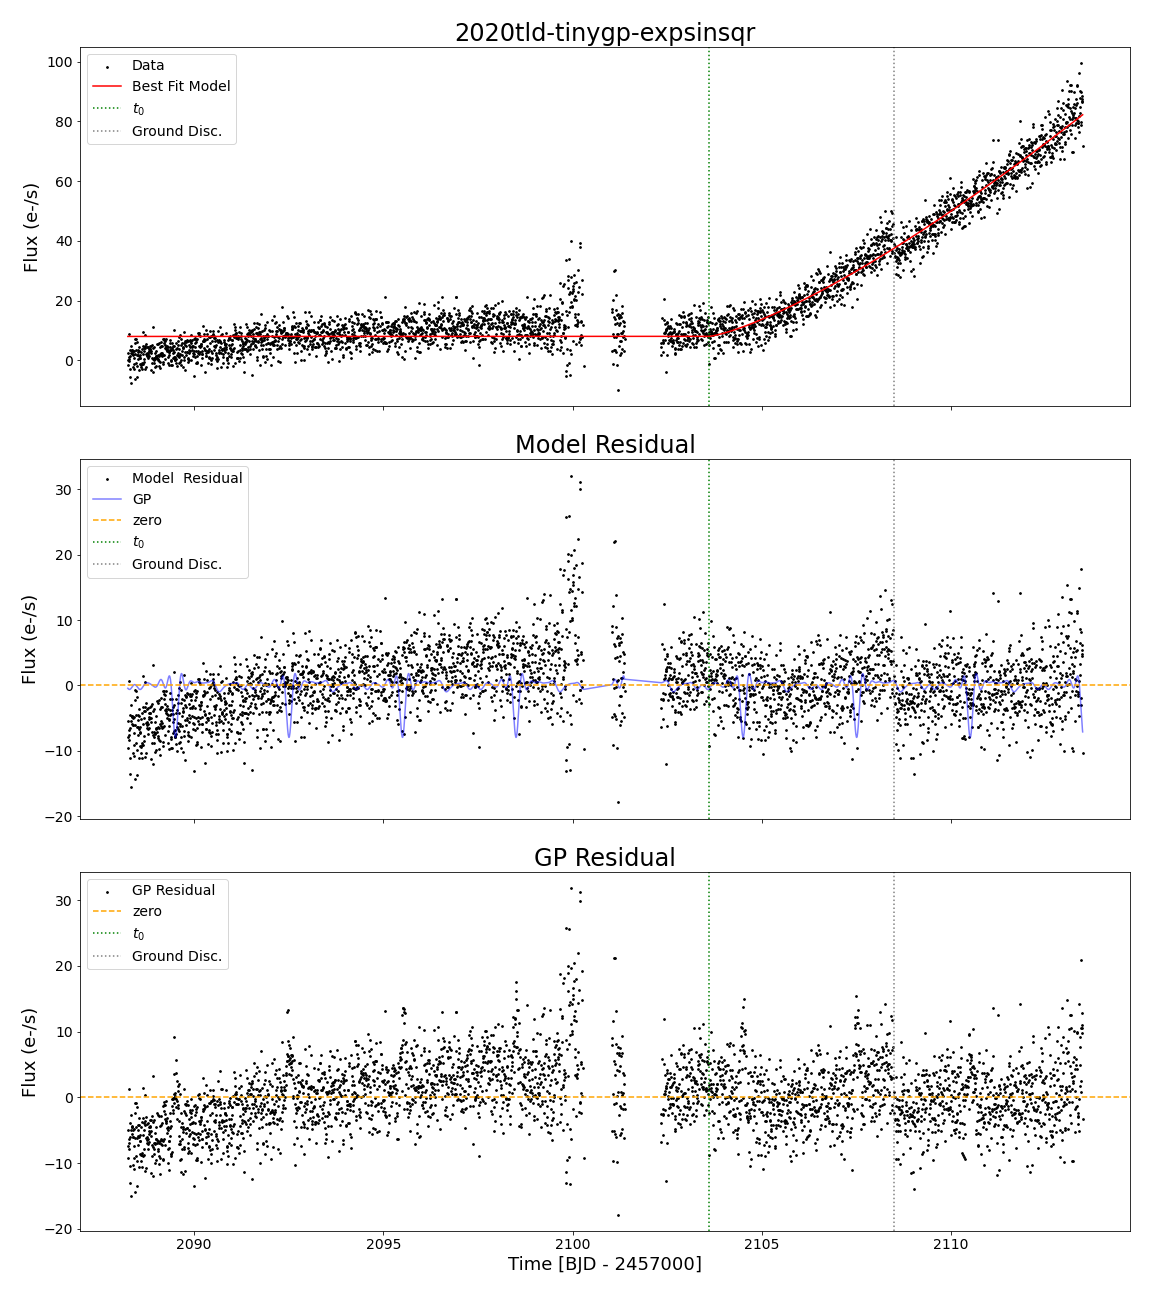 2020tld-tinygp-expsinsqr
Data
Best Fit Model
t0
Ground Disc.
100
80
60
40
20
0
Flux (e-/s)
Model Residual
Model  Residual
GP
zero
t0
Ground Disc.
30
20
10
0
−10
−20
Flux (e-/s)
GP Residual
GP Residual
zero
t0
Ground Disc.
30
20
10
0
−10
−20
Flux (e-/s)
2090 2095 2100 2105 2110
Time [BJD - 2457000]